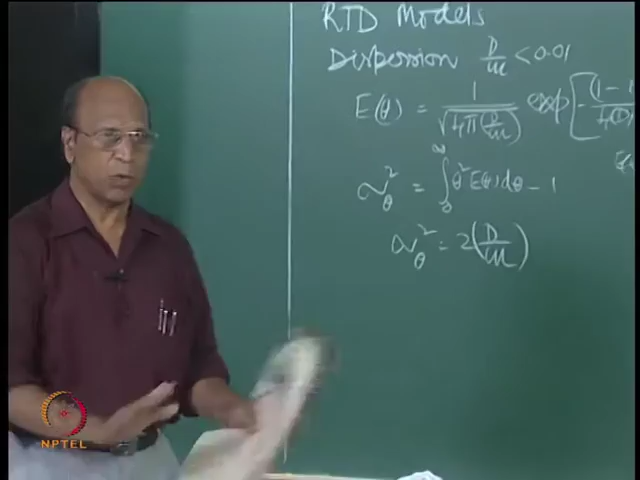 RTD Models
Dispersion D/uL < 0.01
E(θ) = 1/√(4π(D/uL)) exp[-(1-
σθ² = ∫₀^∞ θ² E(θ) dθ - 1
σθ² = 2(D/uL)
NPTEL